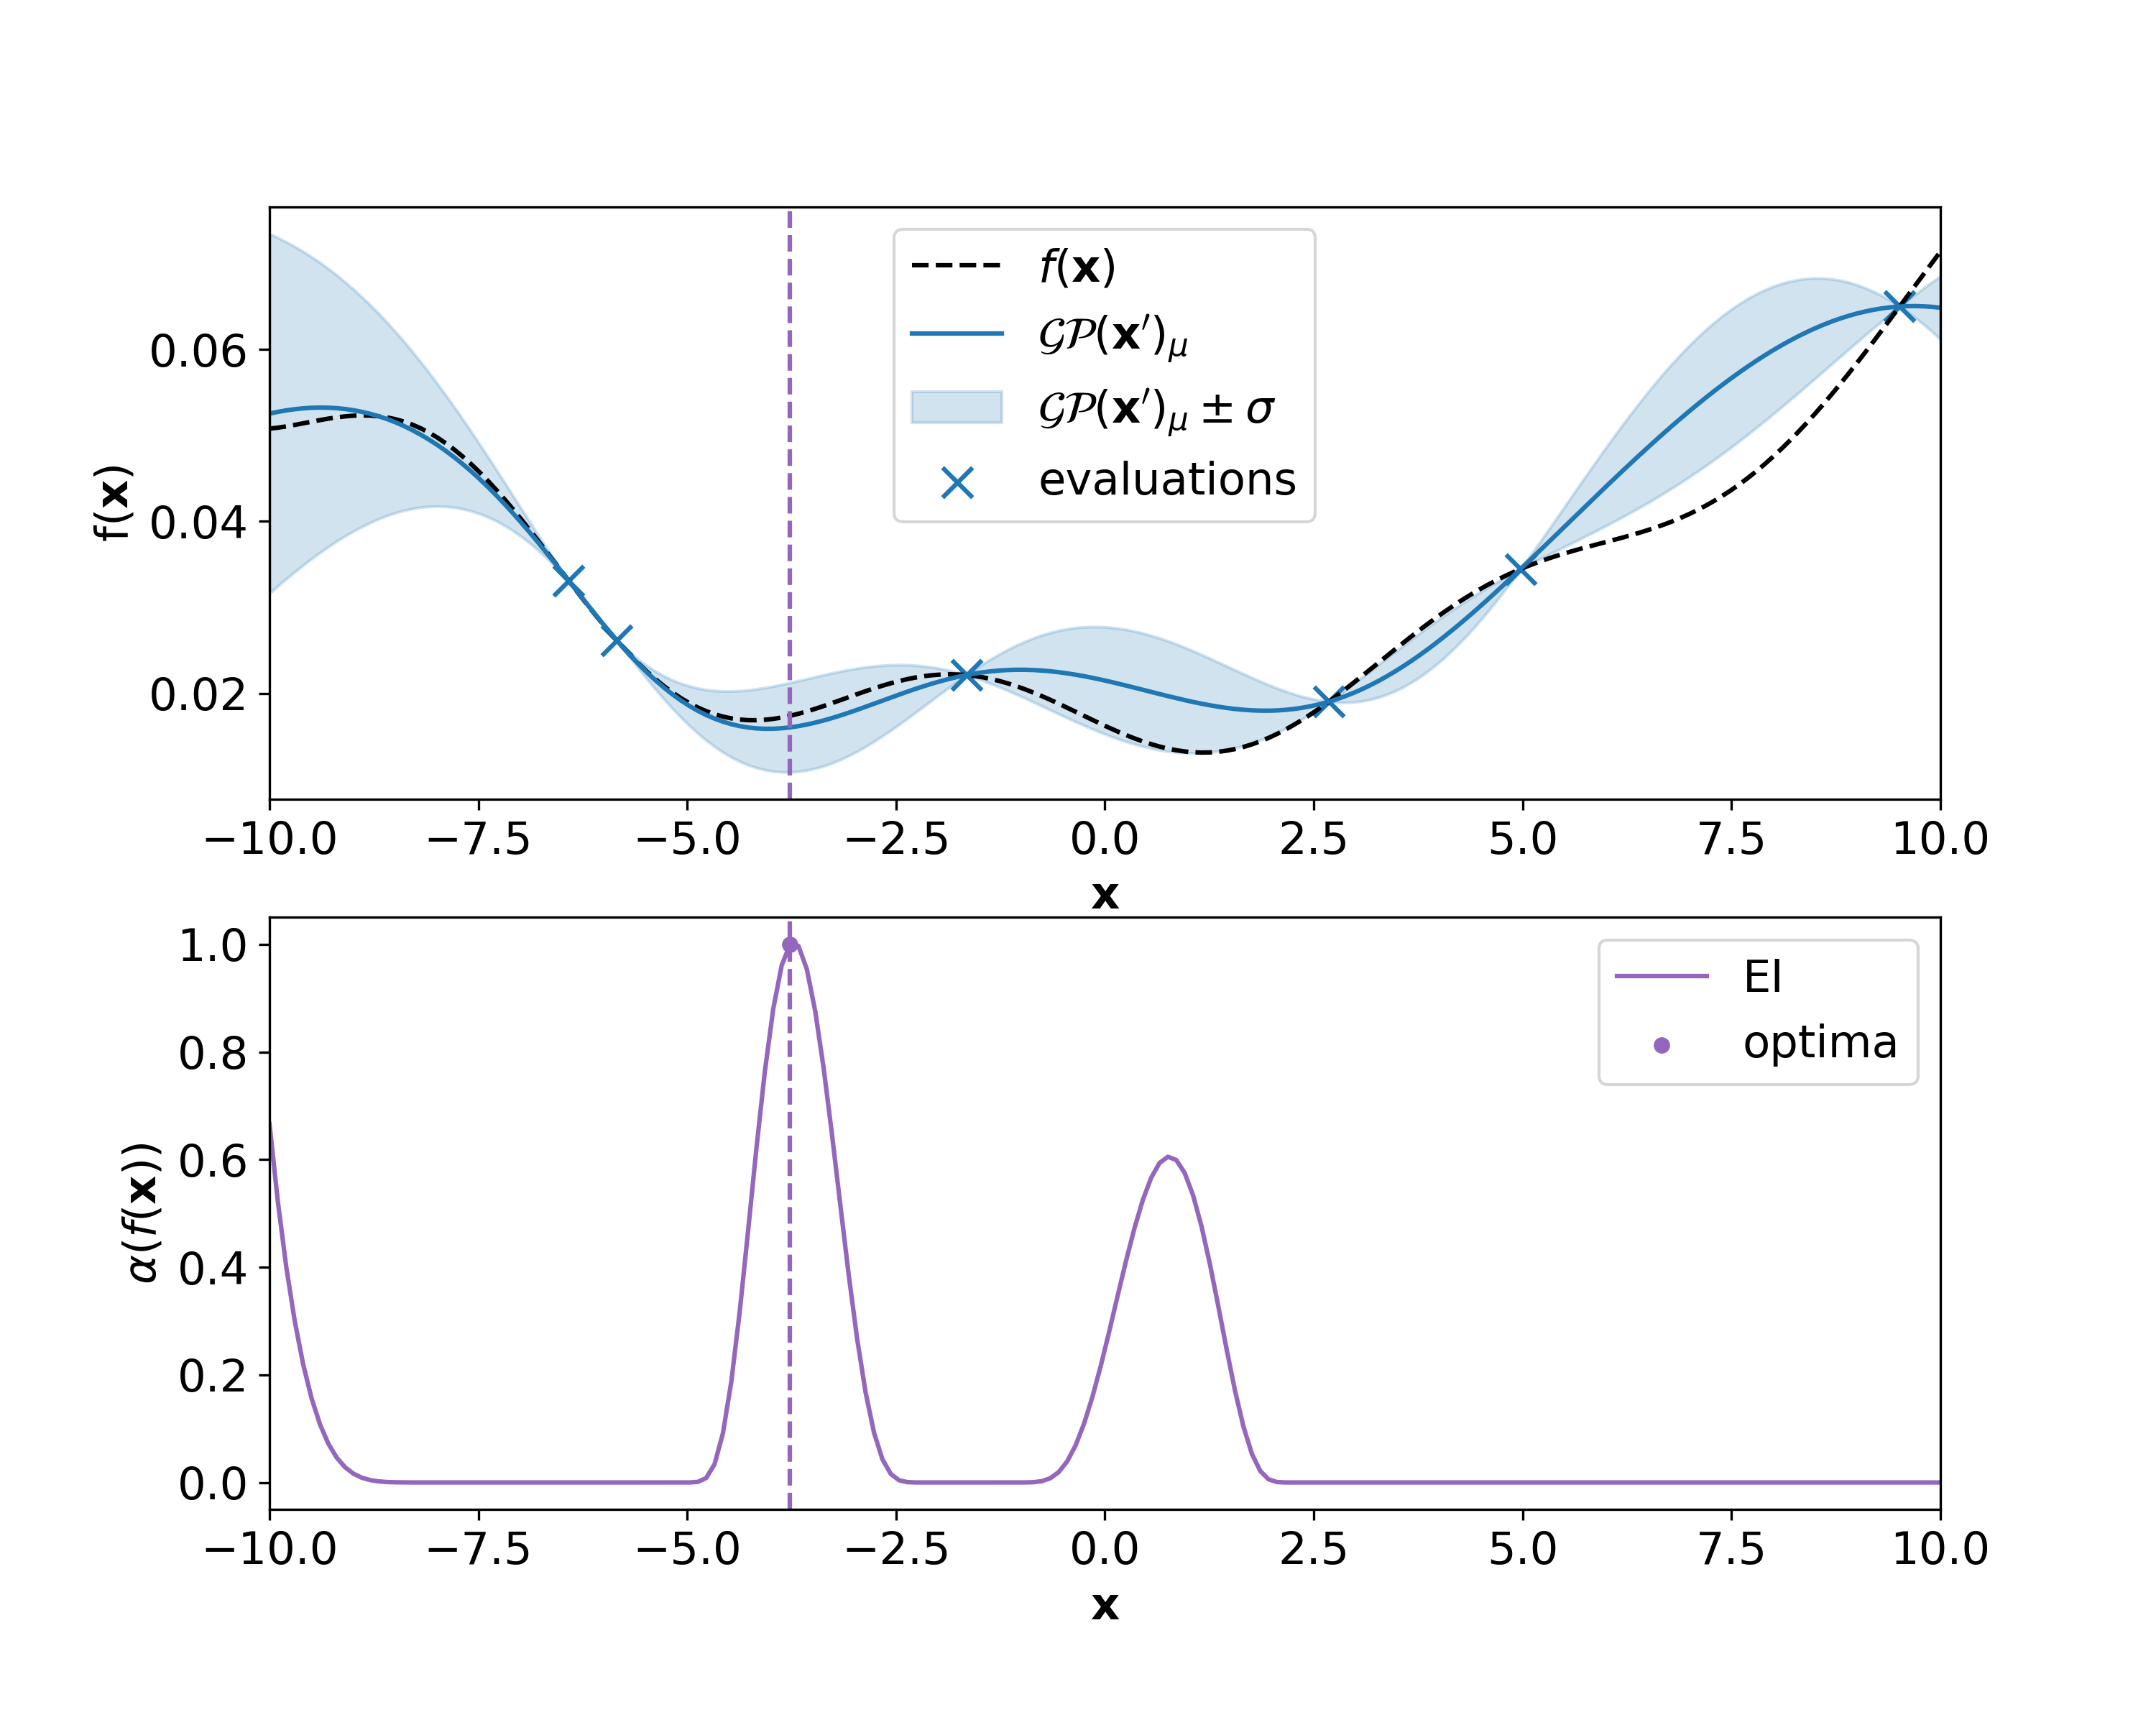 f(x)
𝒢𝒫(x′)μ
𝒢𝒫(x′)μ ± σ
evaluations
0.06
0.04
0.02
f(x)
−10.0 −7.5 −5.0 −2.5 0.0 2.5 5.0 7.5 10.0
x
EI
optima
1.0
0.8
0.6
0.4
0.2
0.0
α(f(x))
−10.0 −7.5 −5.0 −2.5 0.0 2.5 5.0 7.5 10.0
x